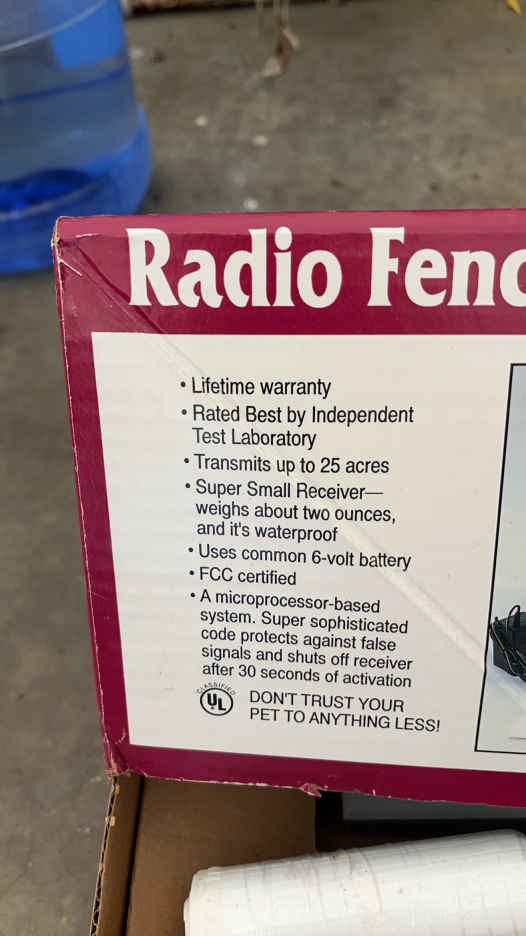 Radio Fenc
• Lifetime warranty
• Rated Best by Independent
Test Laboratory
• Transmits up to 25 acres
• Super Small Receiver—
weighs about two ounces,
and it's waterproof
• Uses common 6-volt battery
• FCC certified
• A microprocessor-based
system. Super sophisticated
code protects against false
signals and shuts off receiver
after 30 seconds of activation
CLASSIFIED
UL
DON'T TRUST YOUR
PET TO ANYTHING LESS!